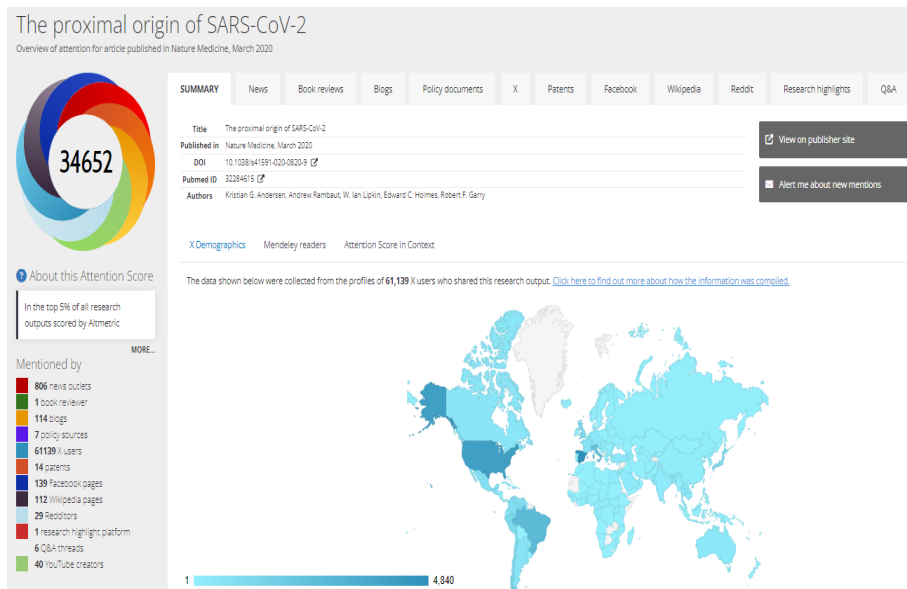 The proximal origin of SARS-CoV-2
Overview of attention for article published in Nature Medicine, March 2020
34652
SUMMARY News Book reviews Blogs Policy documents X Patents Facebook Wikipedia Reddit Research highlights Q&A
Title The proximal origin of SARS-CoV-2
Published in Nature Medicine, March 2020
DOI 10.1038/s41591-020-0820-9
Pubmed ID 32284615
Authors Kristian G. Andersen, Andrew Rambaut, W. Ian Lipkin, Edward C. Holmes, Robert F. Garry
View on publisher site
Alert me about new mentions
X Demographics Mendeley readers Attention Score in Context
The data shown below were collected from the profiles of 61,139 X users who shared this research output. Click here to find out more about how the information was compiled.
? About this Attention Score
In the top 5% of all research
outputs scored by Altmetric
MORE...
Mentioned by
806 news outlets
1 book reviewer
114 blogs
7 policy sources
61139 X users
14 patents
139 Facebook pages
112 Wikipedia pages
29 Redditors
1 research highlight platform
6 Q&A threads
40 YouTube creators
1 4,840